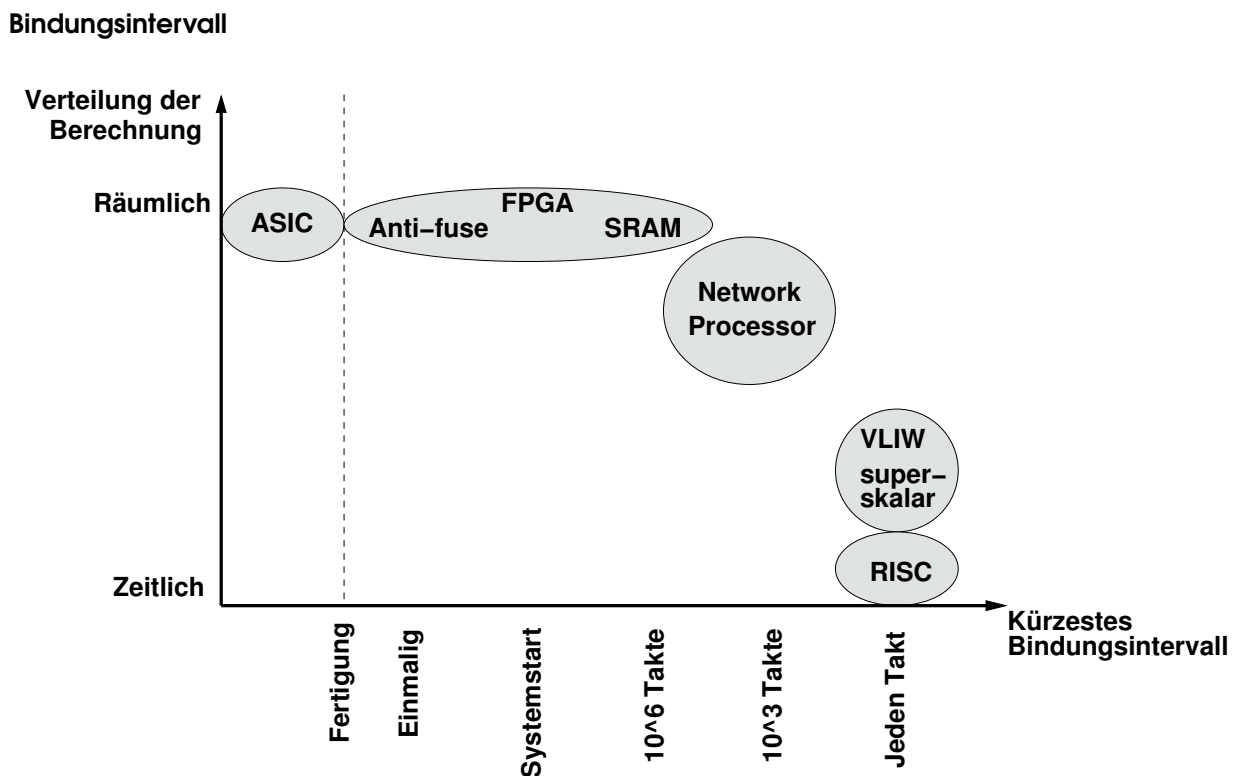 Bindungsintervall
Verteilung der
Berechnung
Räumlich
ASIC
FPGA
Anti−fuse
SRAM
Network
Processor
VLIW
super−
skalar
RISC
Zeitlich
Kürzestes
Bindungsintervall
Fertigung
Einmalig
Systemstart
10^6 Takte
10^3 Takte
Jeden Takt